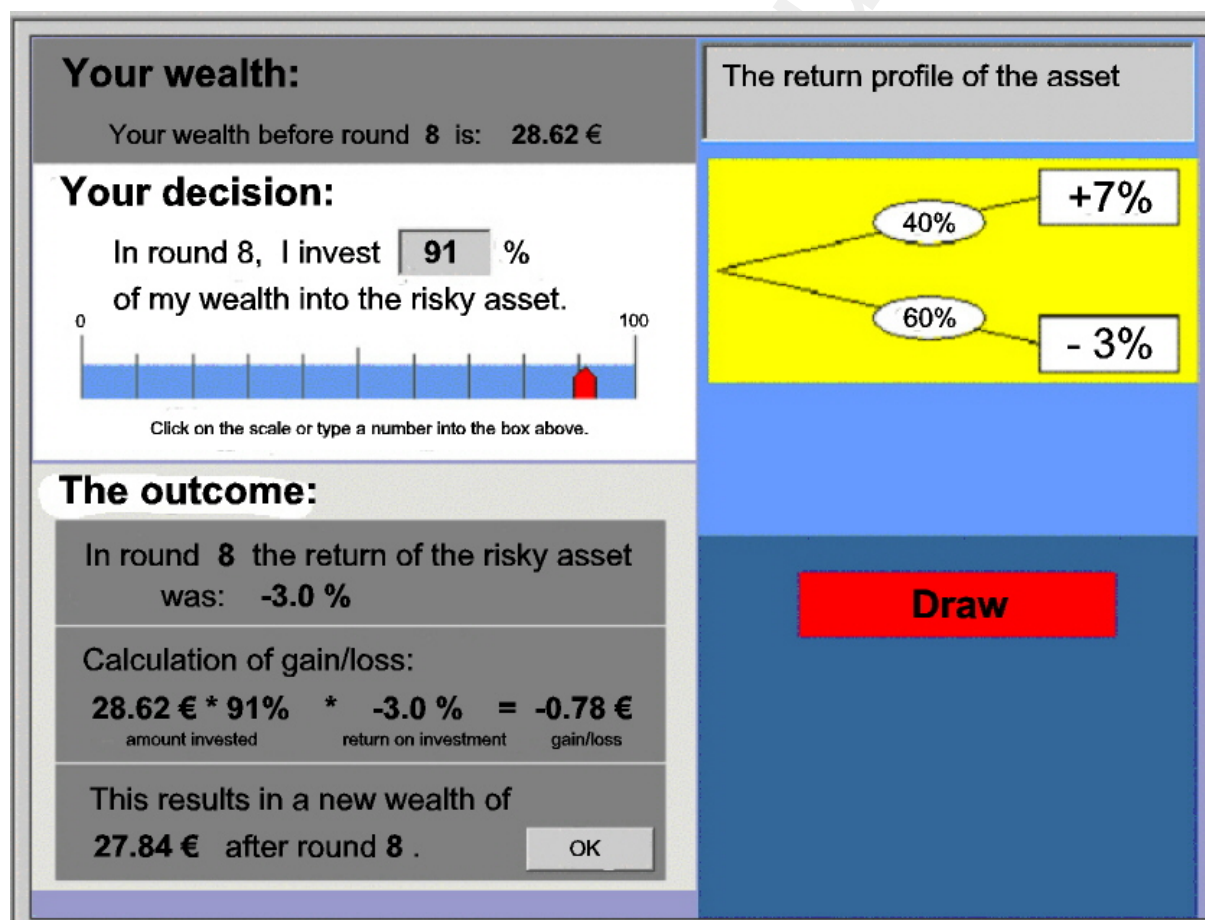 Your wealth:
Your wealth before round 8 is: 28.62 €
Your decision:
In round 8, I invest 91 %
of my wealth into the risky asset.
0 100
Click on the scale or type a number into the box above.
The outcome:
In round 8 the return of the risky asset
was: -3.0 %
Calculation of gain/loss:
28.62 € * 91% * -3.0 % = -0.78 €
amount invested return on investment gain/loss
This results in a new wealth of
27.84 € after round 8 .
OK
The return profile of the asset
+7%
40%
60%
- 3%
Draw